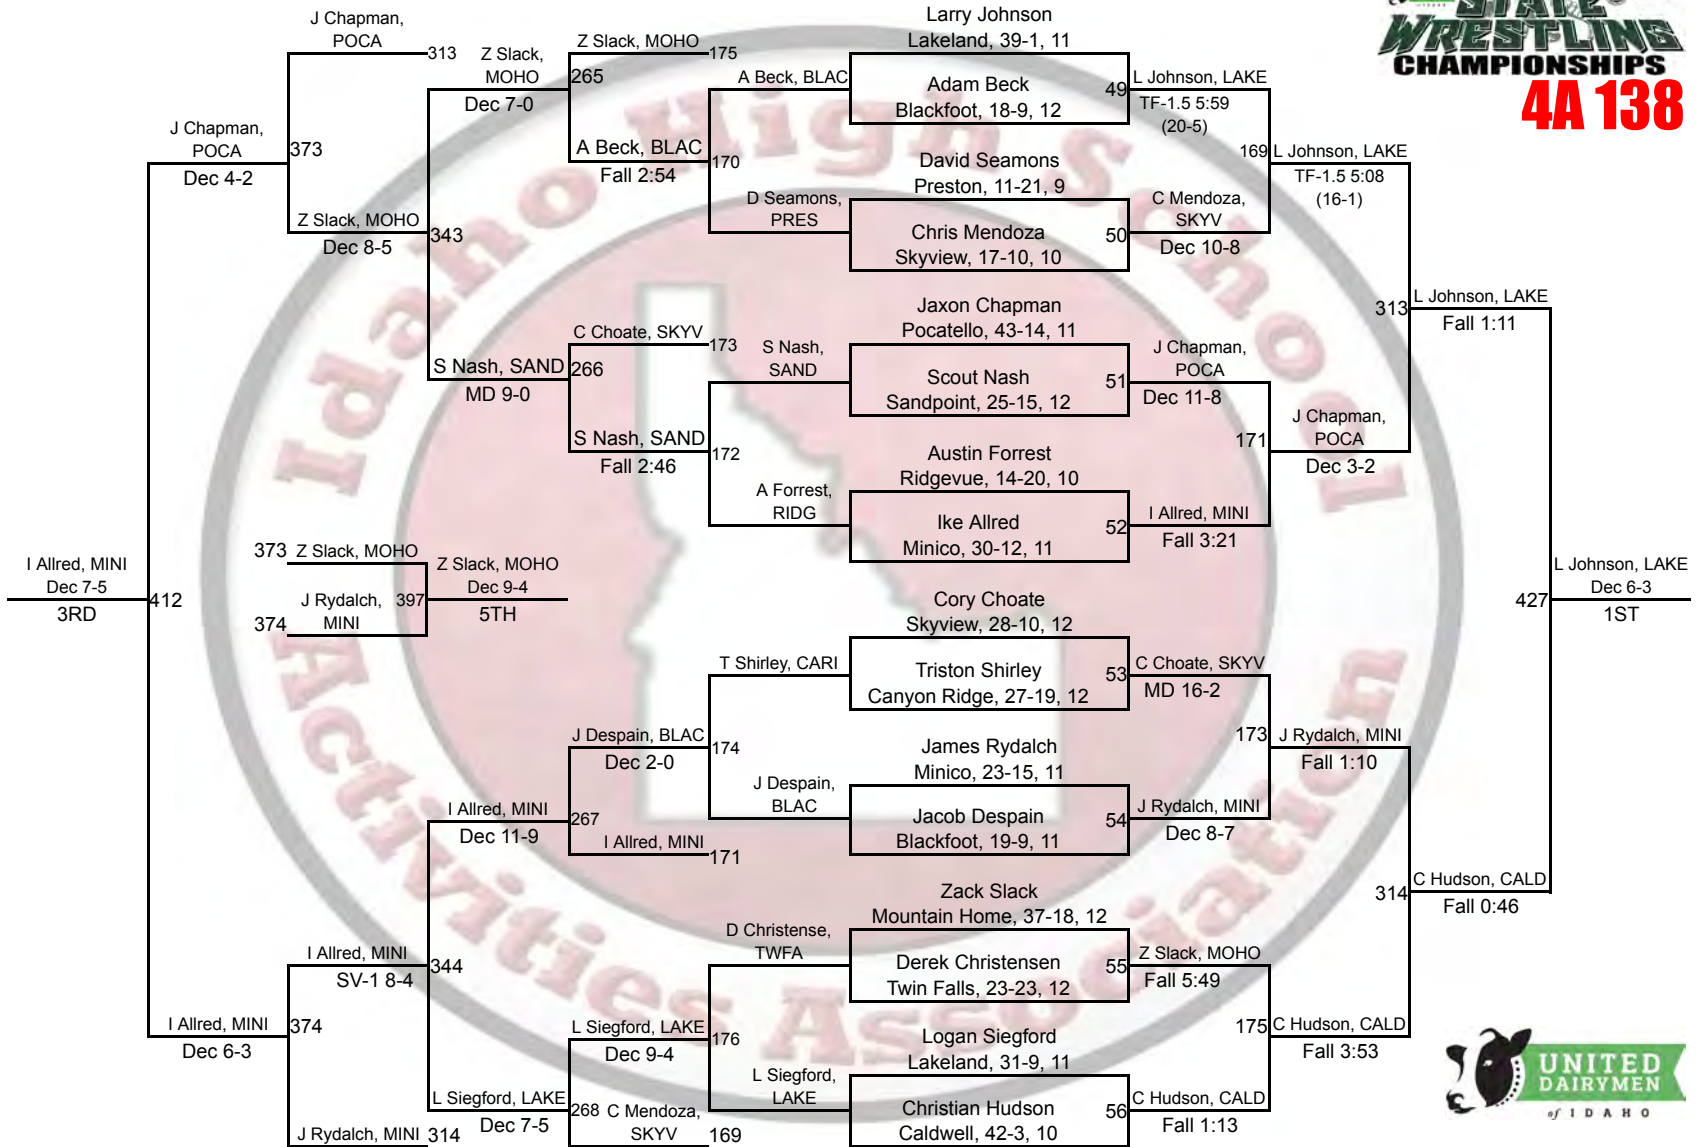 STATE
WRESTLING
CHAMPIONSHIPS
4A 138
Idaho High School
Activities Association
J Chapman,
POCA
313
J Chapman,
POCA
373
Dec 4-2
Z Slack, MOHO
Dec 8-5
343
Z Slack,
MOHO
Dec 7-0
265
Z Slack, MOHO
175
A Beck, BLAC
Fall 2:54
170
A Beck, BLAC
D Seamons,
PRES
S Nash, SAND
MD 9-0
266
C Choate, SKYV
173
S Nash, SAND
Fall 2:46
172
S Nash,
SAND
A Forrest,
RIDG
I Allred, MINI
Dec 7-5
3RD
412
373
Z Slack, MOHO
374
J Rydalch,
MINI
397
Z Slack, MOHO
Dec 9-4
5TH
T Shirley, CARI
J Despain, BLAC
Dec 2-0
174
J Despain,
BLAC
I Allred, MINI
Dec 11-9
267
I Allred, MINI
171
I Allred, MINI
SV-1 8-4
344
I Allred, MINI
Dec 6-3
374
J Rydalch, MINI
314
L Siegford, LAKE
Dec 7-5
268
L Siegford, LAKE
Dec 9-4
176
C Mendoza,
SKYV
169
D Christense,
TWFA
L Siegford,
LAKE
Larry Johnson
Lakeland, 39-1, 11
Adam Beck
Blackfoot, 18-9, 12
49
David Seamons
Preston, 11-21, 9
Chris Mendoza
Skyview, 17-10, 10
50
Jaxon Chapman
Pocatello, 43-14, 11
Scout Nash
Sandpoint, 25-15, 12
51
Austin Forrest
Ridgevue, 14-20, 10
Ike Allred
Minico, 30-12, 11
52
Cory Choate
Skyview, 28-10, 12
Triston Shirley
Canyon Ridge, 27-19, 12
53
James Rydalch
Minico, 23-15, 11
Jacob Despain
Blackfoot, 19-9, 11
54
Zack Slack
Mountain Home, 37-18, 12
Derek Christensen
Twin Falls, 23-23, 12
55
Logan Siegford
Lakeland, 31-9, 11
Christian Hudson
Caldwell, 42-3, 10
56
L Johnson, LAKE
TF-1.5 5:59
(20-5)
C Mendoza,
SKYV
Dec 10-8
169
L Johnson, LAKE
TF-1.5 5:08
(16-1)
J Chapman,
POCA
Dec 11-8
I Allred, MINI
Fall 3:21
171
J Chapman,
POCA
Dec 3-2
313
L Johnson, LAKE
Fall 1:11
C Choate, SKYV
MD 16-2
J Rydalch, MINI
Dec 8-7
173
J Rydalch, MINI
Fall 1:10
Z Slack, MOHO
Fall 5:49
C Hudson, CALD
Fall 1:13
175
C Hudson, CALD
Fall 3:53
314
C Hudson, CALD
Fall 0:46
427
L Johnson, LAKE
Dec 6-3
1ST
UNITED
DAIRYMEN
of IDAHO